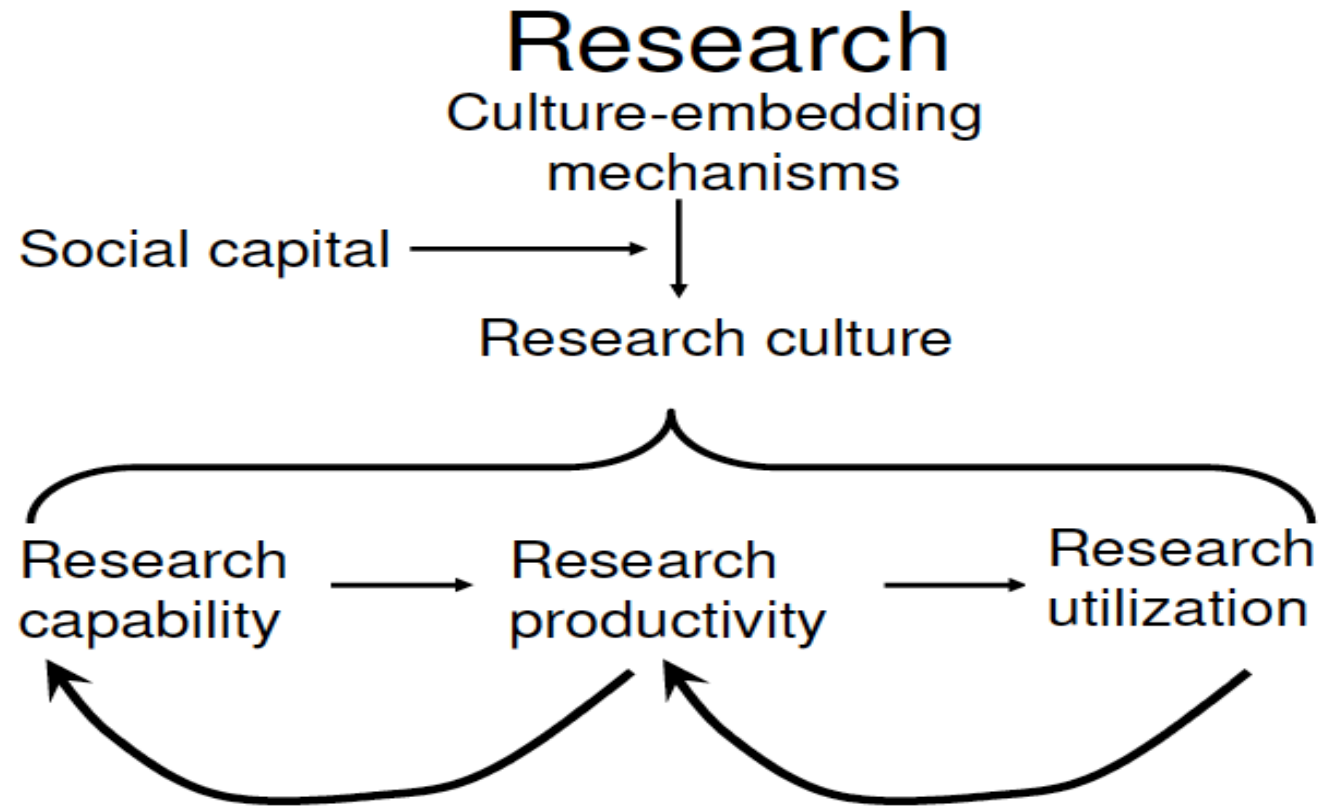 Research
Culture-embedding
mechanisms
Social capital
Research culture
Research
capability
Research
productivity
Research
utilization